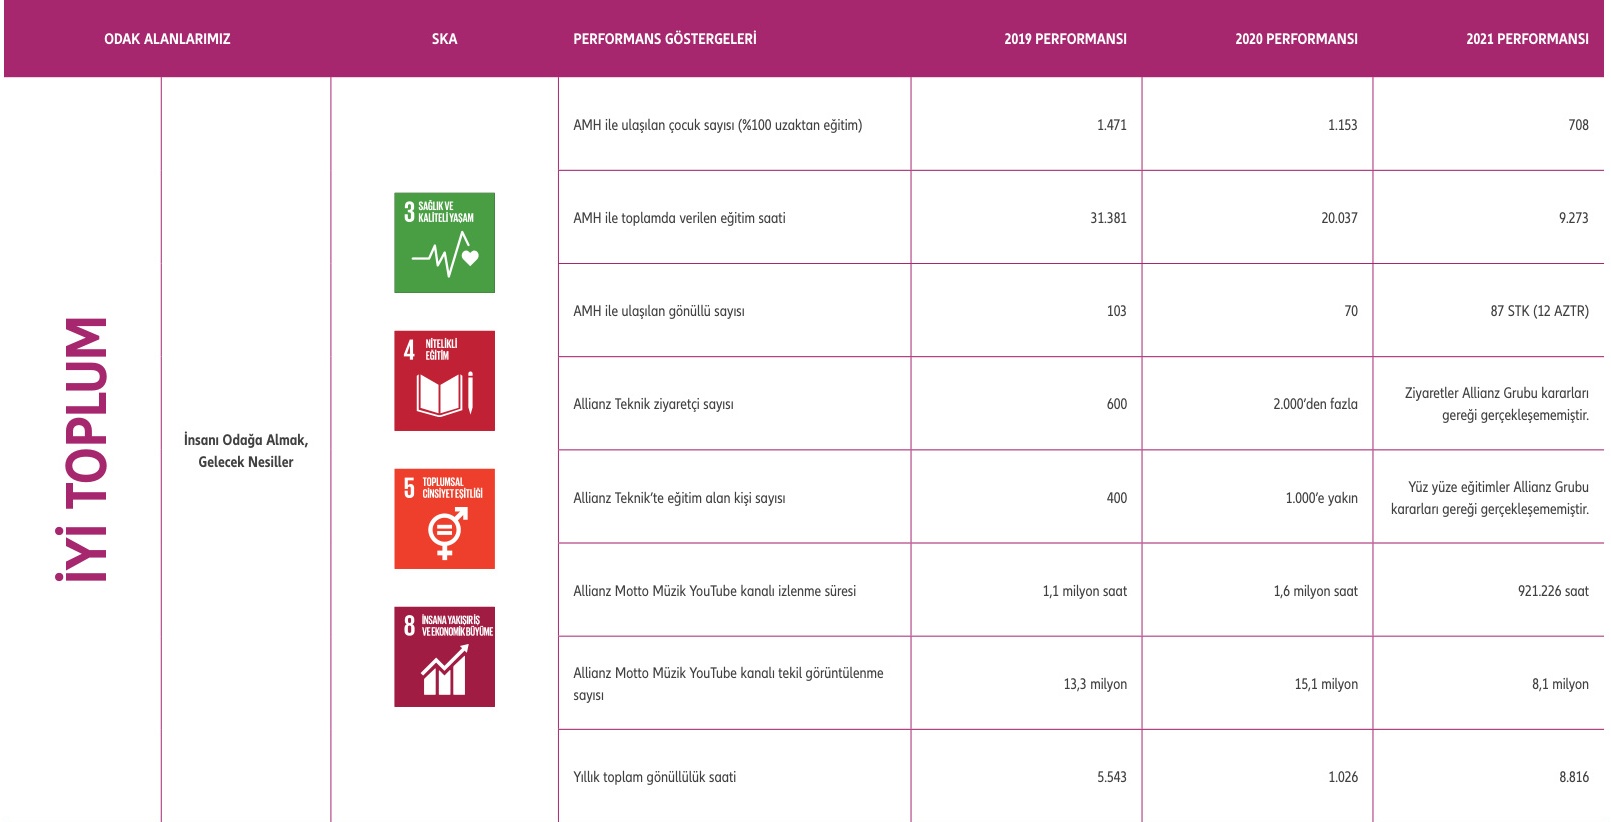 ODAK ALANLARIMIZ
SKA
PERFORMANS GÖSTERGELERİ
2019 PERFORMANSI
2020 PERFORMANSI
2021 PERFORMANSI
İYİ TOPLUM
İnsanı Odağa Almak,
Gelecek Nesiller
3 SAĞLIK VE
KALİTELİ YAŞAM
4 NİTELİKLİ
EĞİTİM
5 TOPLUMSAL
CİNSİYET EŞİTLİĞİ
8 İNSANA YAKIŞIR İŞ
VE EKONOMİK BÜYÜME
AMH ile ulaşılan çocuk sayısı (%100 uzaktan eğitim)
1.471
1.153
708
AMH ile toplamda verilen eğitim saati
31.381
20.037
9.273
AMH ile ulaşılan gönüllü sayısı
103
70
87 STK (12 AZTR)
Allianz Teknik ziyaretçi sayısı
600
2.000’den fazla
Ziyaretler Allianz Grubu kararları
gereği gerçekleşememiştir.
Allianz Teknik’te eğitim alan kişi sayısı
400
1.000’e yakın
Yüz yüze eğitimler Allianz Grubu
kararları gereği gerçekleşememiştir.
Allianz Motto Müzik YouTube kanalı izlenme süresi
1,1 milyon saat
1,6 milyon saat
921.226 saat
Allianz Motto Müzik YouTube kanalı tekil görüntülenme
sayısı
13,3 milyon
15,1 milyon
8,1 milyon
Yıllık toplam gönüllülük saati
5.543
1.026
8.816